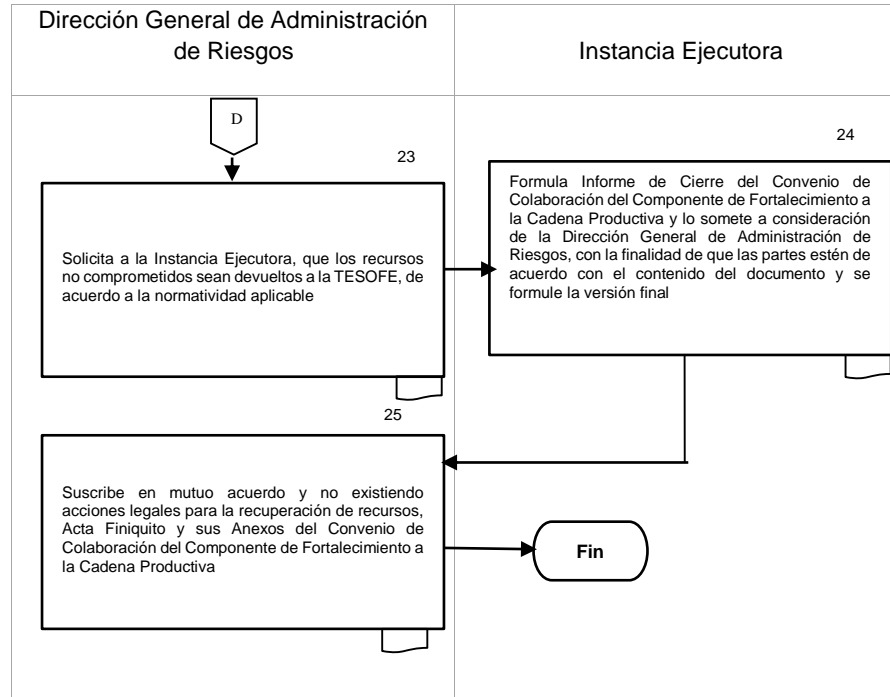 Dirección General de Administración
de Riesgos
Instancia Ejecutora
D
23
Solicita a la Instancia Ejecutora, que los recursos
no comprometidos sean devueltos a la TESOFE, de
acuerdo a la normatividad aplicable
24
Formula Informe de Cierre del Convenio de
Colaboración del Componente de Fortalecimiento a
la Cadena Productiva y lo somete a consideración
de la Dirección General de Administración de
Riesgos, con la finalidad de que las partes estén de
acuerdo con el contenido del documento y se
formule la versión final
25
Suscribe en mutuo acuerdo y no existiendo
acciones legales para la recuperación de recursos,
Acta Finiquito y sus Anexos del Convenio de
Colaboración del Componente de Fortalecimiento a
la Cadena Productiva
Fin